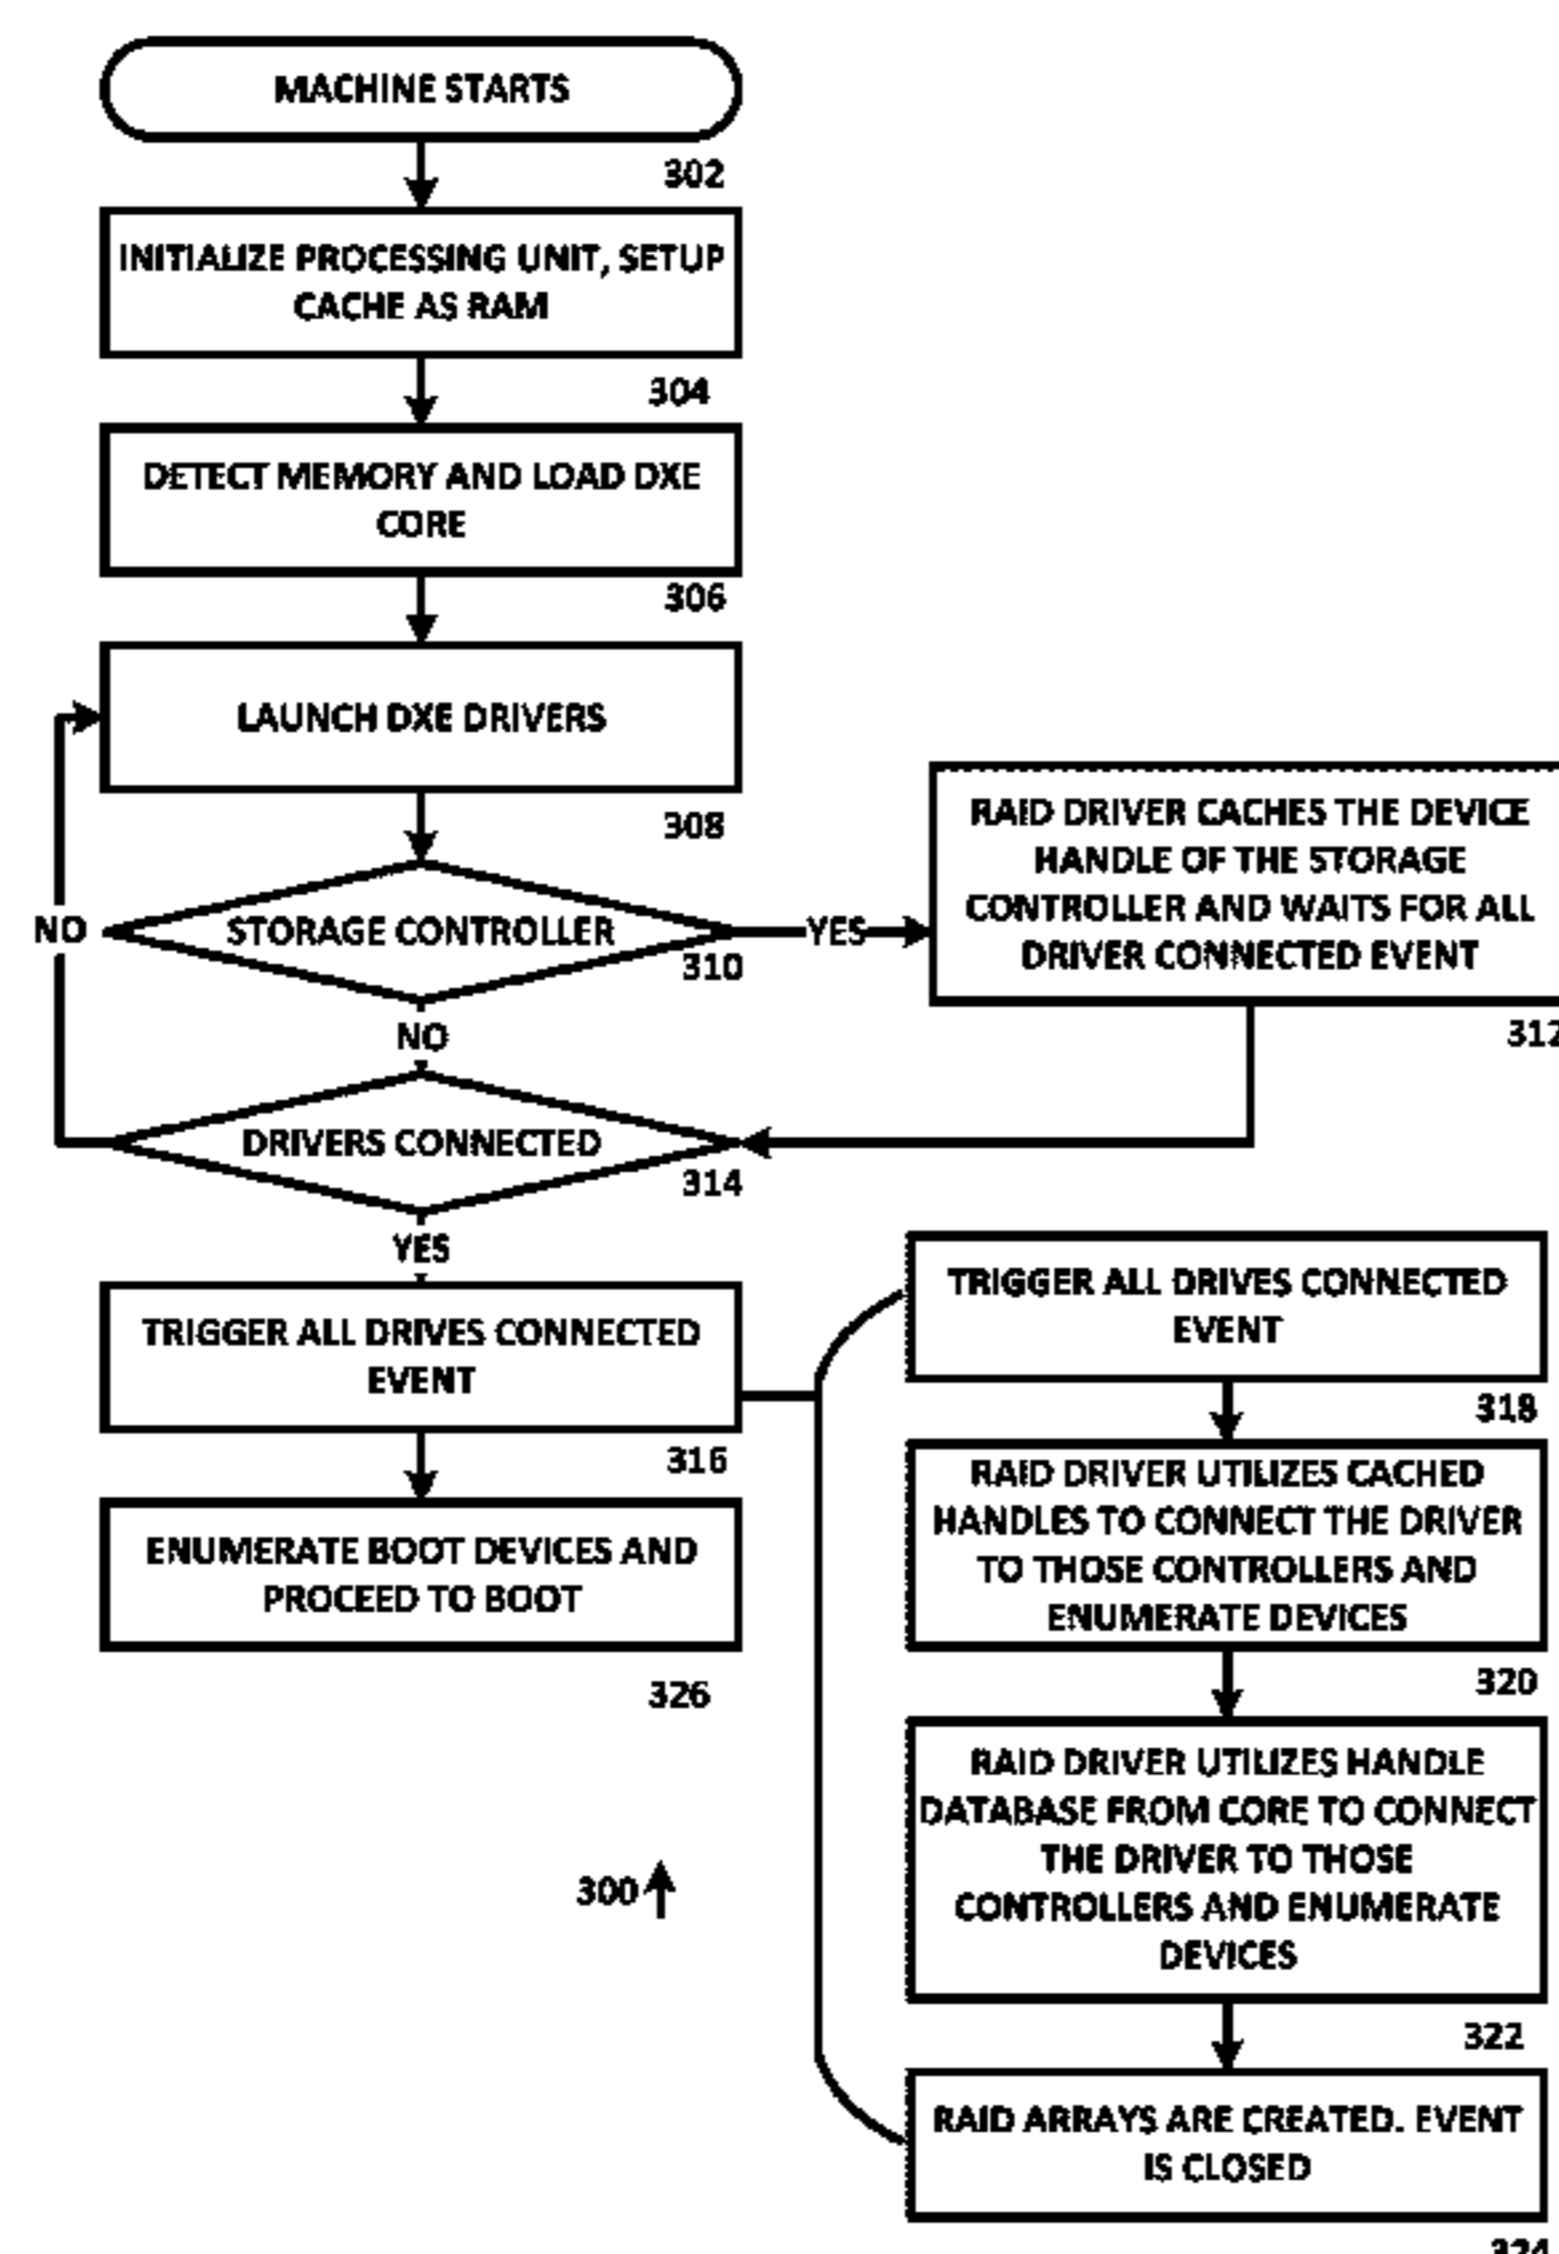 MACHINE STARTS
302
INITIALIZE PROCESSING UNIT, SETUP
CACHE AS RAM
304
DETECT MEMORY AND LOAD DXE
CORE
306
LAUNCH DXE DRIVERS
308
STORAGE CONTROLLER
310
NO
YES
RAID DRIVER CACHES THE DEVICE
HANDLE OF THE STORAGE
CONTROLLER AND WAITS FOR ALL
DRIVER CONNECTED EVENT
312
NO
DRIVERS CONNECTED
314
YES
TRIGGER ALL DRIVES CONNECTED
EVENT
316
ENUMERATE BOOT DEVICES AND
PROCEED TO BOOT
326
TRIGGER ALL DRIVES CONNECTED
EVENT
318
RAID DRIVER UTILIZES CACHED
HANDLES TO CONNECT THE DRIVER
TO THOSE CONTROLLERS AND
ENUMERATE DEVICES
320
RAID DRIVER UTILIZES HANDLE
DATABASE FROM CORE TO CONNECT
THE DRIVER TO THOSE
CONTROLLERS AND ENUMERATE
DEVICES
322
RAID ARRAYS ARE CREATED. EVENT
IS CLOSED
324
300